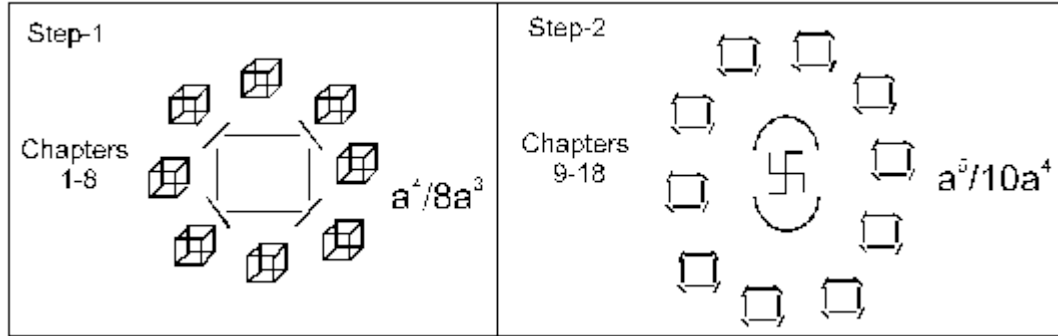 Step-1
Chapters
1-8
a⁴/8a³
Step-2
Chapters
9-18
a⁵/10a⁴